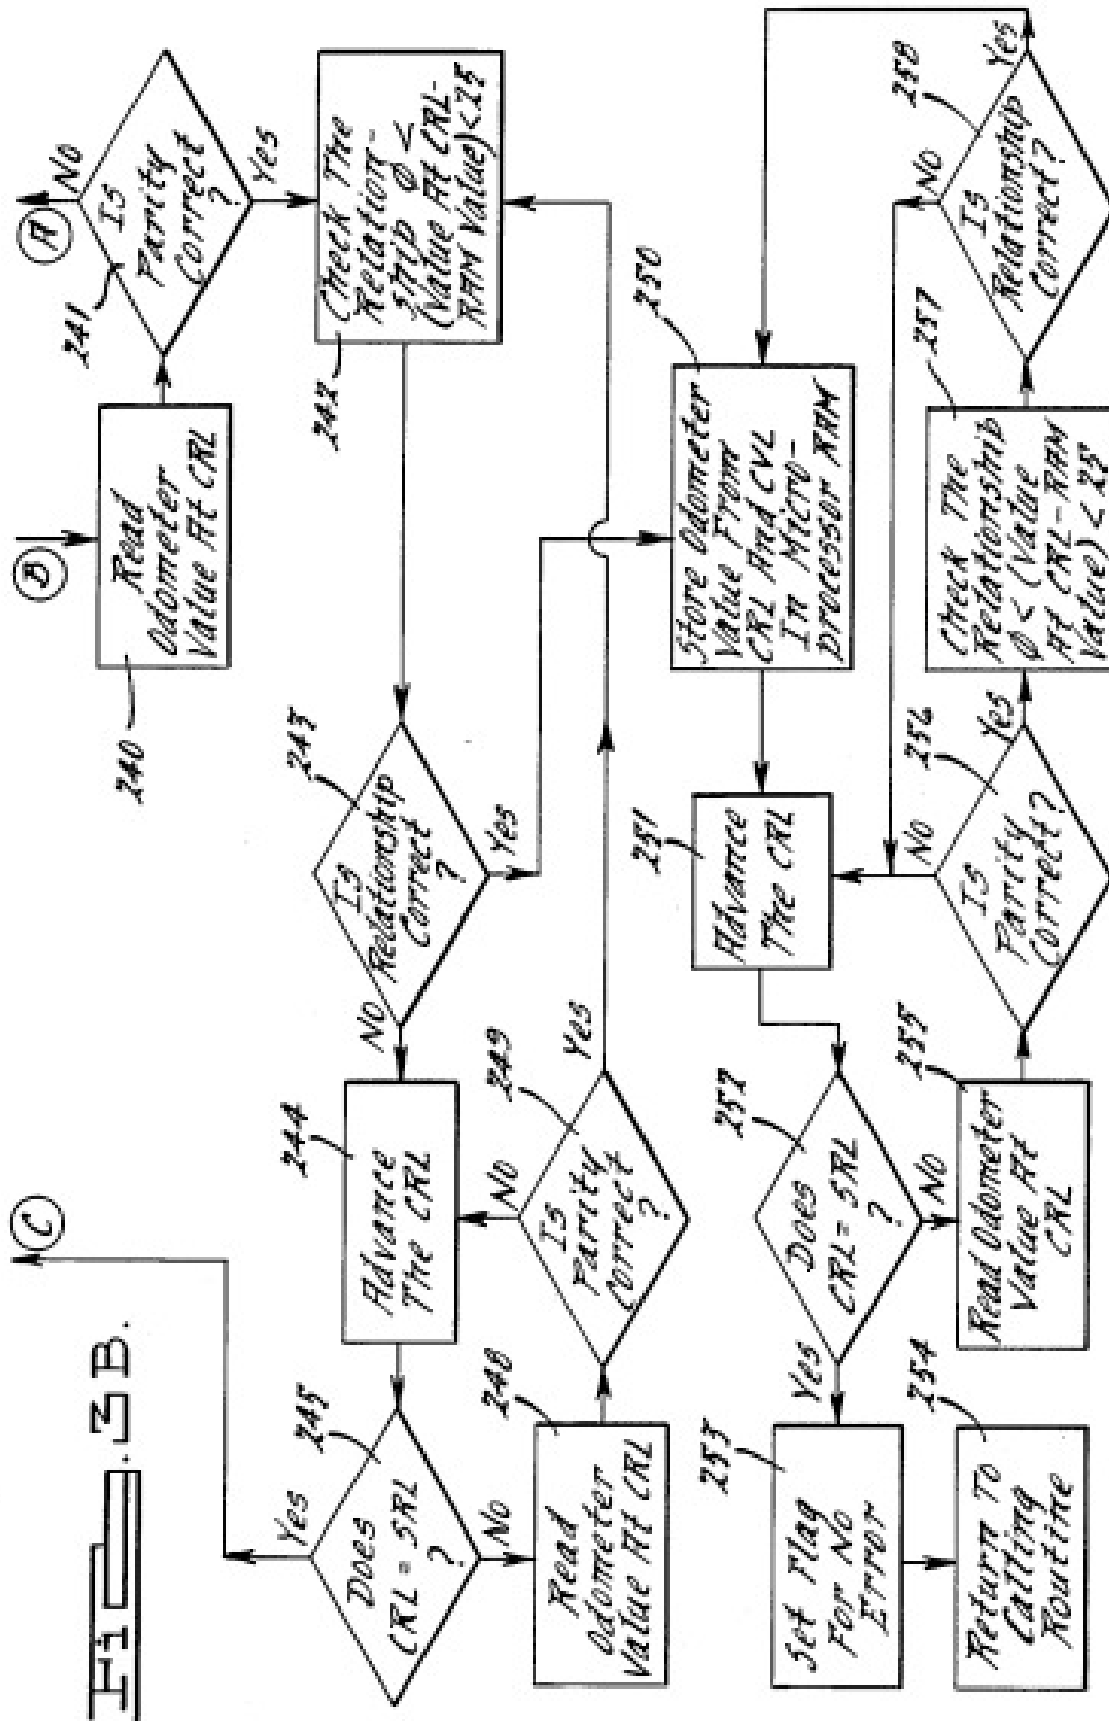 Fig. 3B.
C
B
A
240
Read
Odometer
Value At CRL
241
Is
Parity
Correct
?
No
Yes
242
Check The
Relation-
ship Φ <
(Value At CRL-
RAM Value) < 25
243
Is
Relationship
Correct
?
No
Yes
244
Advance
The CRL
245
Does
CRL = SRL
?
Yes
No
248
Read
Odometer
Value At CRL
249
Is
Parity
Correct
?
No
Yes
250
Store Odometer
Value From
CRL And CVL
In Micro-
processor RAM
251
Advance
The CRL
252
Does
CRL = SRL
?
Yes
No
253
Set Flag
For No
Error
254
Return To
Calling
Routine
255
Read Odometer
Value At
CRL
256
Is
Parity
Correct?
No
Yes
257
Check The
Relationship
Φ < (Value
At CRL-RAM
Value) < 25
258
Is
Relationship
Correct?
No
Yes